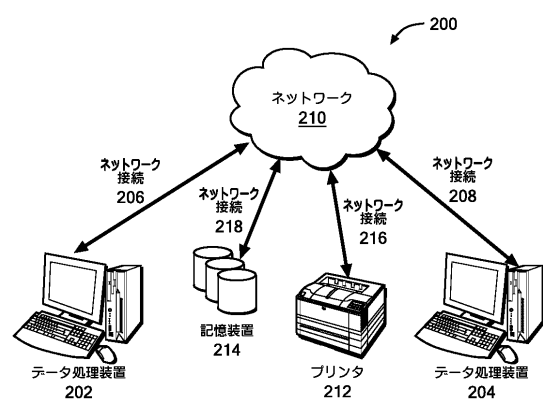 200
ネットワーク
210
ネットワーク
接続
206
ネットワーク
接続
218
ネットワーク
接続
216
ネットワーク
接続
208
データ処理装置
202
記憶装置
214
プリンタ
212
データ処理装置
204